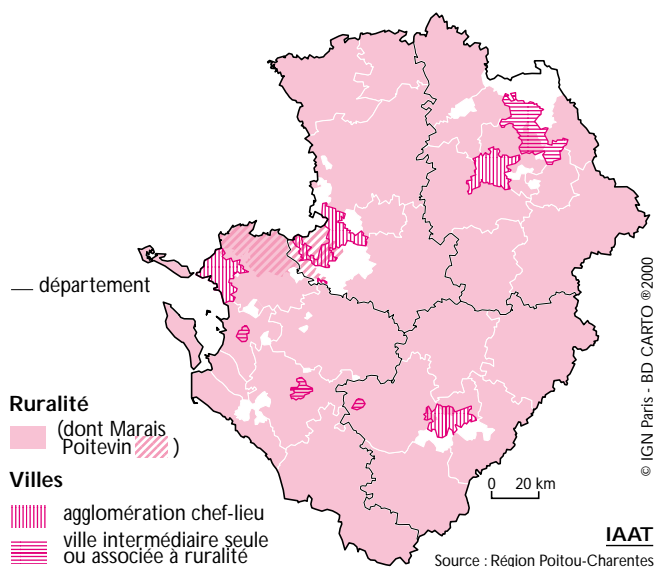 département
Ruralité
(dont Marais
Poitevin )
Villes
agglomération chef-lieu
ville intermédiaire seule
ou associée à ruralité
0 20 km
© IGN Paris - BD CARTO ®2000
IAAT
Source : Région Poitou-Charentes